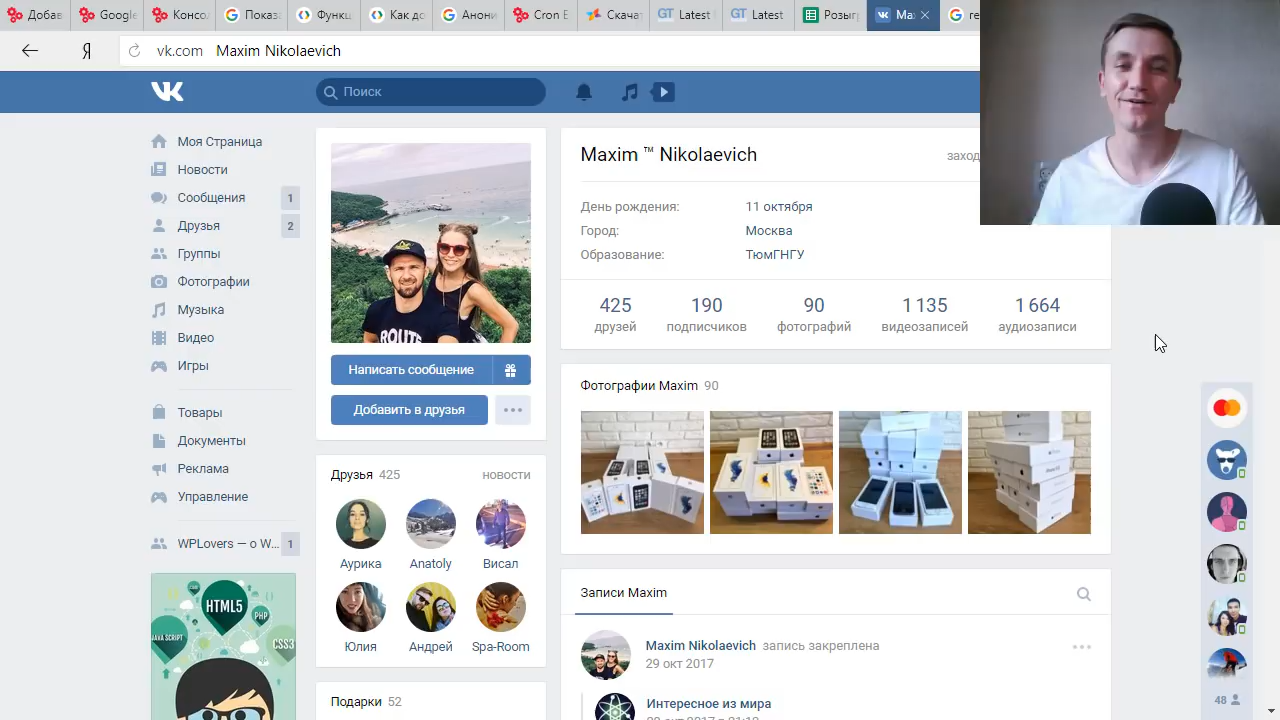 Добав
Google
Консо
Показ
Функц
Как до
Анони
Cron E
Скачат
GT Latest
GT Latest
Розыг
Ma
re
Я
vk.com Maxim Nikolaevich
Поиск
Моя Страница
Новости
Сообщения 1
Друзья 2
Группы
Фотографии
Музыка
Видео
Игры
Товары
Документы
Реклама
Управление
WPLovers — о W... 1
HTML5
PHP
JAVA SCRIPT
CSS3
ROUTE
Написать сообщение
Добавить в друзья
Друзья 425
новости
Аурика
Anatoly
Висал
Юлия
Андрей
Spa-Room
Подарки 52
Maxim ™ Nikolaevich
заход
День рождения: 11 октября
Город: Москва
Образование: ТюмГНГУ
425 друзей
190 подписчиков
90 фотографий
1 135 видеозаписей
1 664 аудиозаписи
Фотографии Maxim 90
Записи Maxim
Maxim Nikolaevich запись закреплена
29 окт 2017
Интересное из мира
48